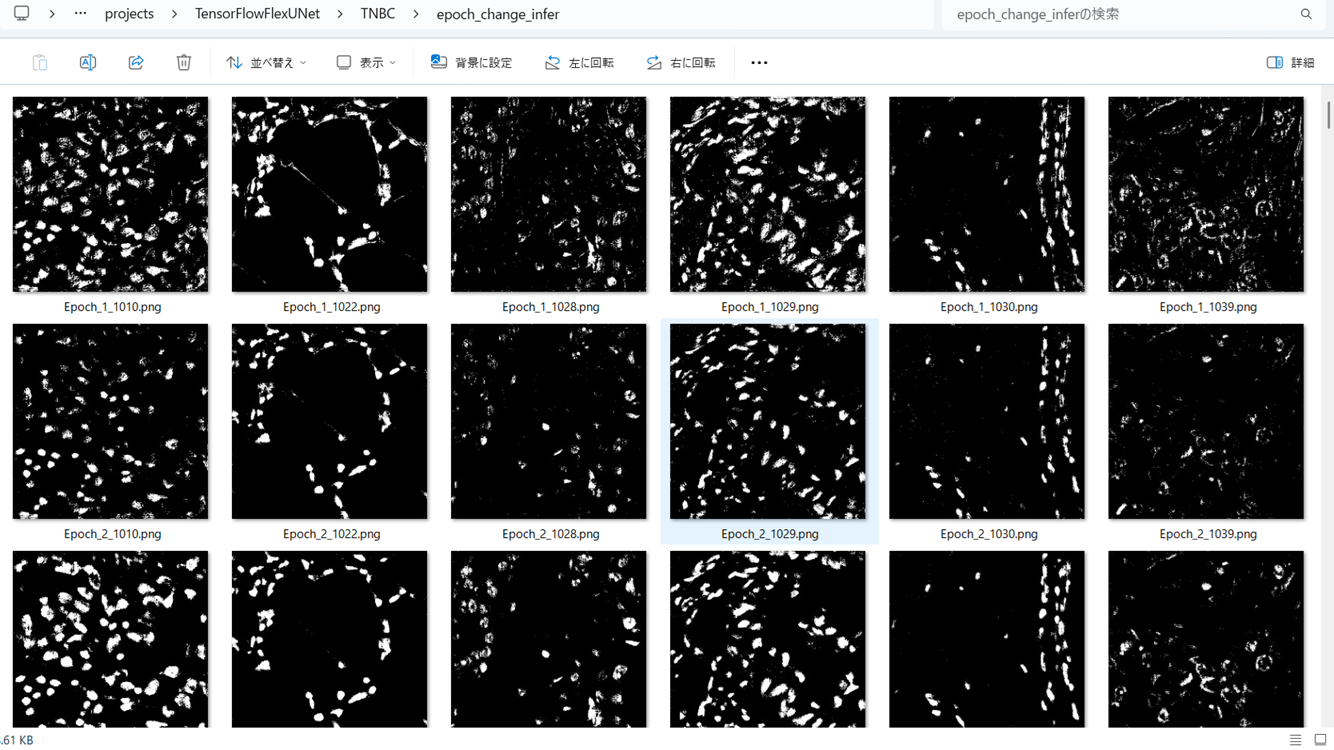 … projects TensorFlowFlexUNet TNBC epoch_change_infer epoch_change_inferの検索
並べ替え 表示 背景に設定 左に回転 右に回転 … 詳細
Epoch_1_1010.png Epoch_1_1022.png Epoch_1_1028.png Epoch_1_1029.png Epoch_1_1030.png Epoch_1_1039.png
Epoch_2_1010.png Epoch_2_1022.png Epoch_2_1028.png Epoch_2_1029.png Epoch_2_1030.png Epoch_2_1039.png
.61 KB